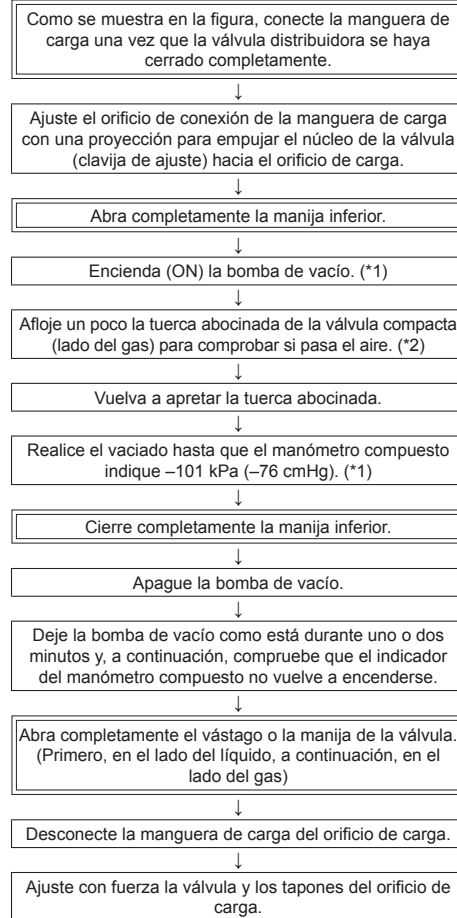 Como se muestra en la figura, conecte la manguera de
carga una vez que la válvula distribuidora se haya
cerrado completamente.
↓
Ajuste el orificio de conexión de la manguera de carga
con una proyección para empujar el núcleo de la válvula
(clavija de ajuste) hacia el orificio de carga.
↓
Abra completamente la manija inferior.
↓
Encienda (ON) la bomba de vacío. (*1)
↓
Afloje un poco la tuerca abocinada de la válvula compacta
(lado del gas) para comprobar si pasa el aire. (*2)
↓
Vuelva a apretar la tuerca abocinada.
↓
Realice el vaciado hasta que el manómetro compuesto
indique –101 kPa (–76 cmHg). (*1)
↓
Cierre completamente la manija inferior.
↓
Apague la bomba de vacío.
↓
Deje la bomba de vacío como está durante uno o dos
minutos y, a continuación, compruebe que el indicador
del manómetro compuesto no vuelve a encenderse.
↓
Abra completamente el vástago o la manija de la válvula.
(Primero, en el lado del líquido, a continuación, en el
lado del gas)
↓
Desconecte la manguera de carga del orificio de carga.
↓
Ajuste con fuerza la válvula y los tapones del orificio de
carga.